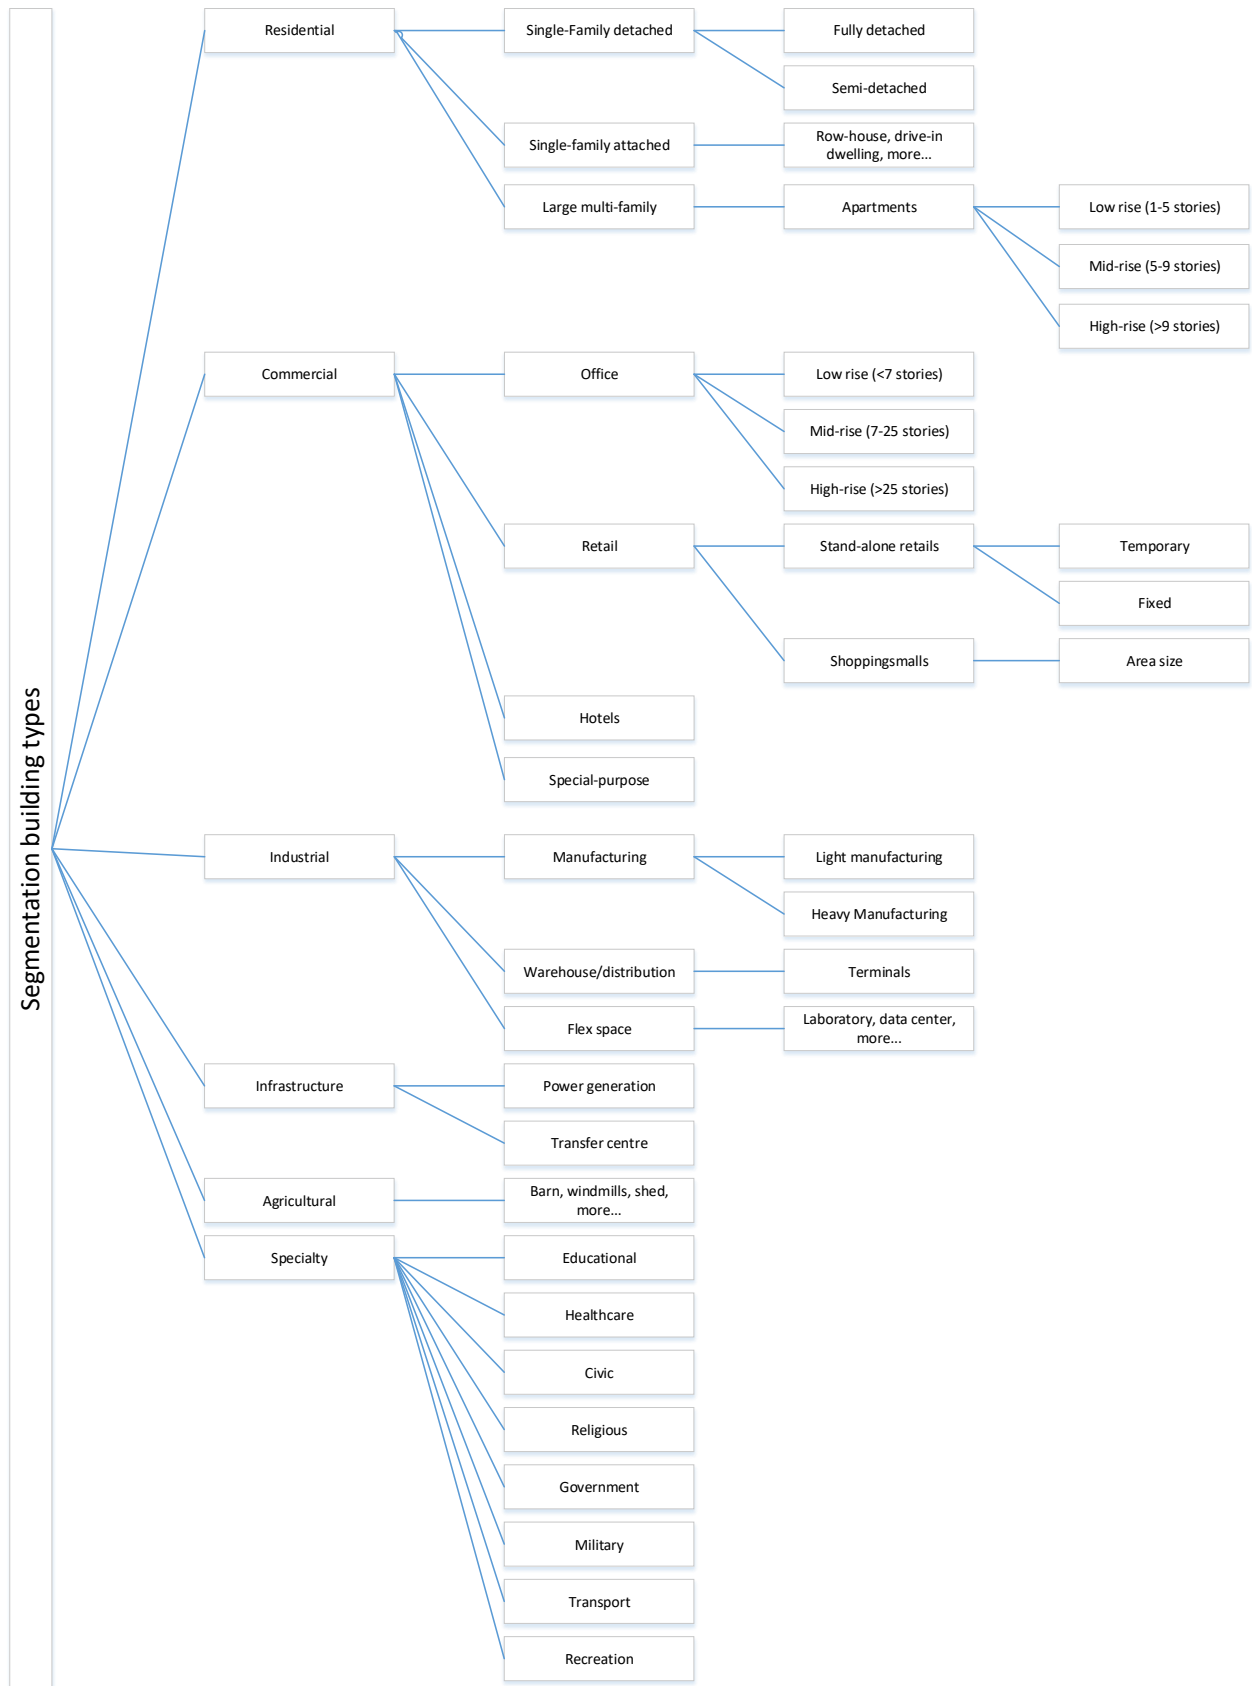 Segmentation building types
Residential
Single-Family detached
Fully detached
Semi-detached
Single-family attached
Row-house, drive-in
dwelling, more...
Large multi-family
Apartments
Low rise (1-5 stories)
Mid-rise (5-9 stories)
High-rise (>9 stories)
Commercial
Office
Low rise (<7 stories)
Mid-rise (7-25 stories)
High-rise (>25 stories)
Retail
Stand-alone retails
Temporary
Fixed
Shoppingsmalls
Area size
Hotels
Special-purpose
Industrial
Manufacturing
Light manufacturing
Heavy Manufacturing
Warehouse/distribution
Terminals
Flex space
Laboratory, data center,
more...
Infrastructure
Power generation
Transfer centre
Agricultural
Barn, windmills, shed,
more...
Specialty
Educational
Healthcare
Civic
Religious
Government
Military
Transport
Recreation